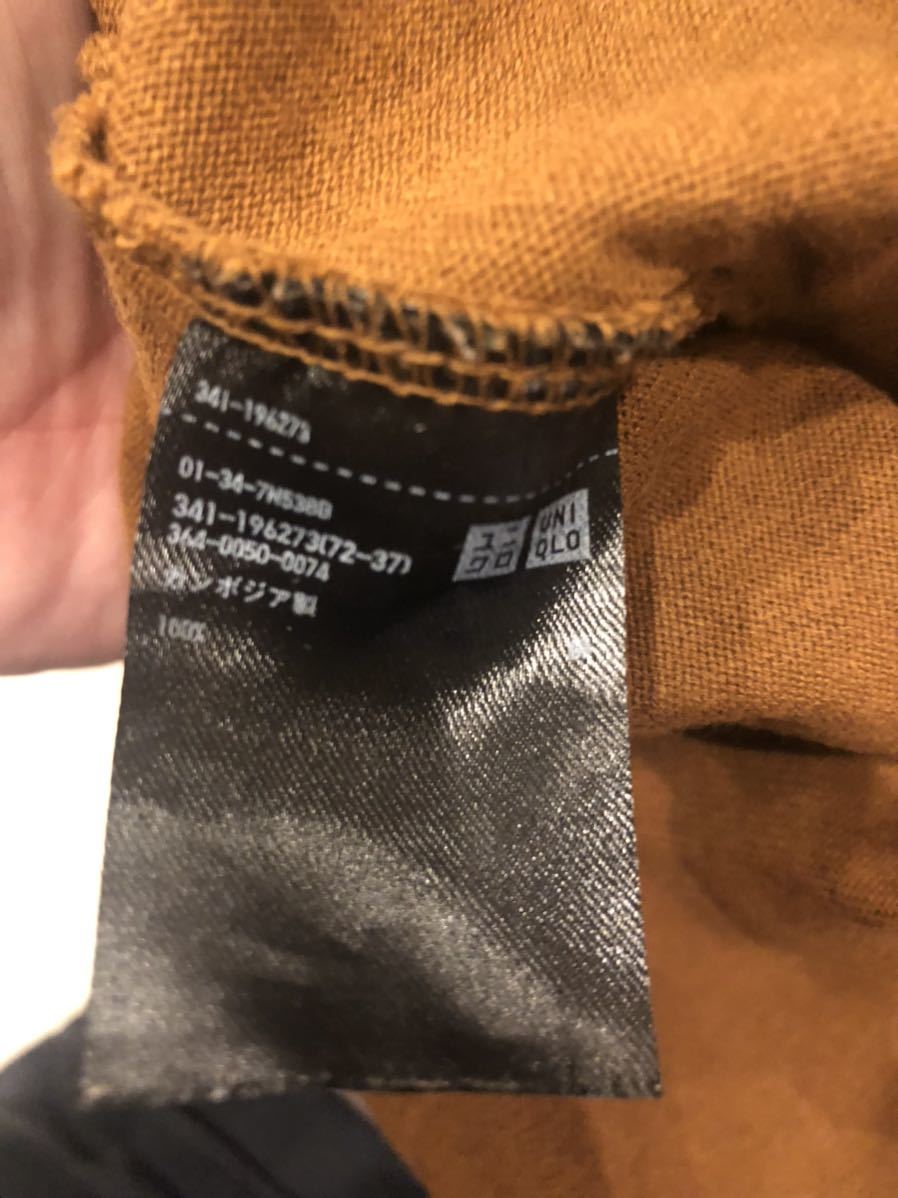 341-196273
01-34-7N538D
341-196273(72-37)
364-0050-0074
カンボジア製
100%
ユニ
クロ
UNI
QLO